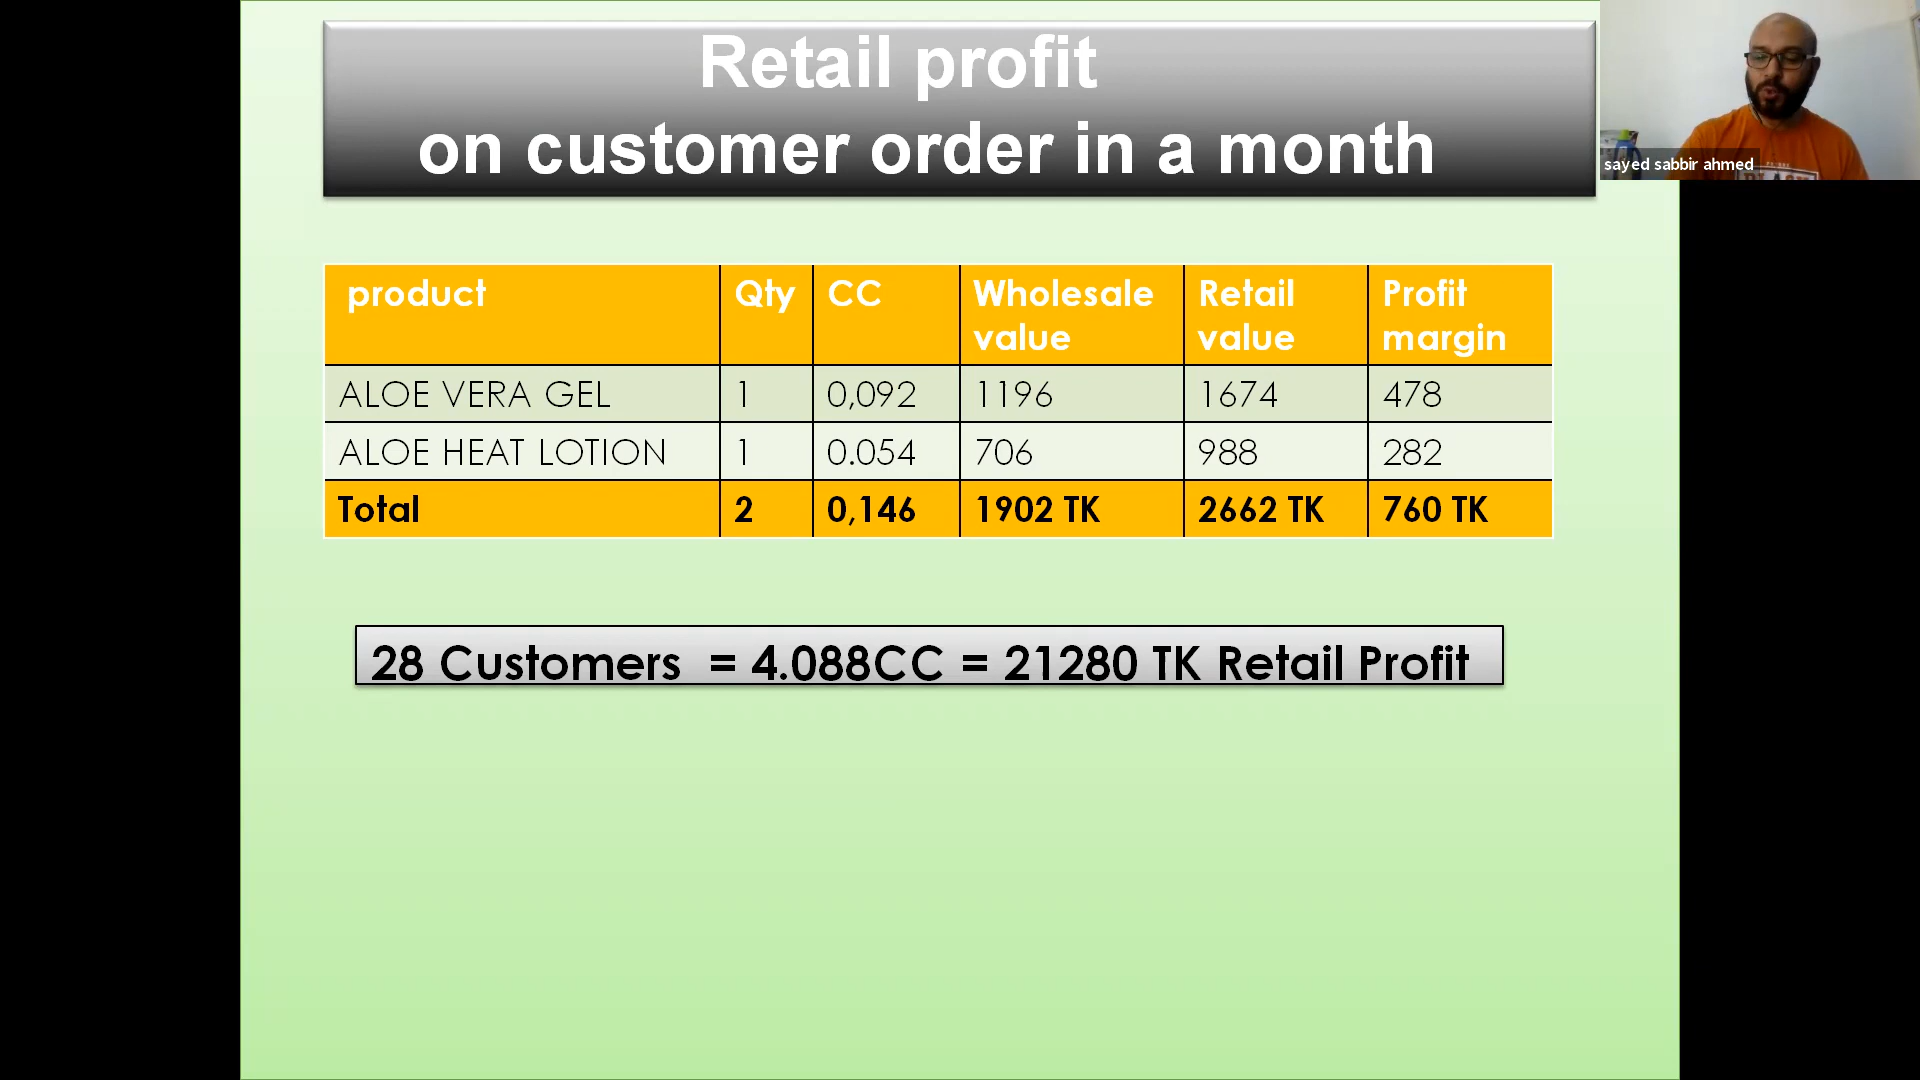 Retail profit
on customer order in a month
sayed sabbir ahmed
product Qty CC Wholesale value Retail value Profit margin
ALOE VERA GEL 1 0,092 1196 1674 478
ALOE HEAT LOTION 1 0.054 706 988 282
Total 2 0,146 1902 TK 2662 TK 760 TK
28 Customers = 4.088CC = 21280 TK Retail Profit